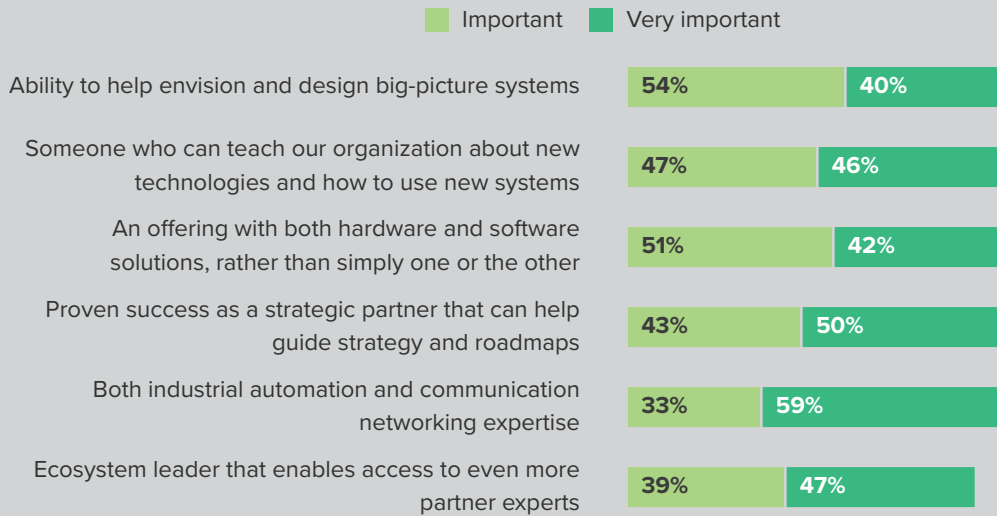 Important Very important
Ability to help envision and design big-picture systems 54% 40%
Someone who can teach our organization about new
technologies and how to use new systems
47% 46%
An offering with both hardware and software
solutions, rather than simply one or the other
51% 42%
Proven success as a strategic partner that can help
guide strategy and roadmaps
43% 50%
Both industrial automation and communication
networking expertise
33% 59%
Ecosystem leader that enables access to even more
partner experts
39% 47%